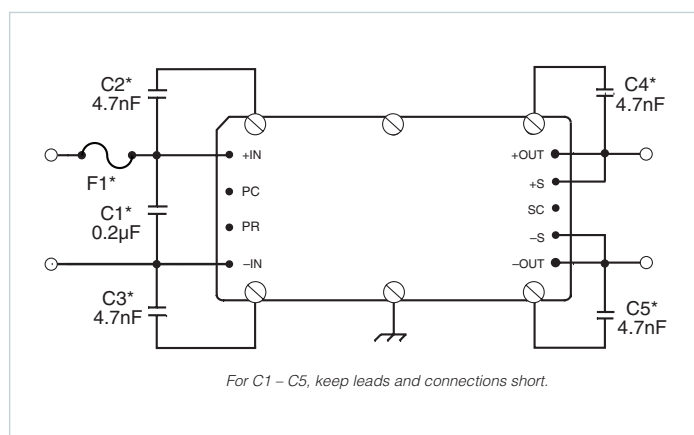 C2*
4.7nF
C4*
4.7nF
+IN
+OUT
F1*
+S
PC
C1*
0.2µF
SC
PR
–S
–IN
–OUT
C3*
4.7nF
C5*
4.7nF
For C1 – C5, keep leads and connections short.